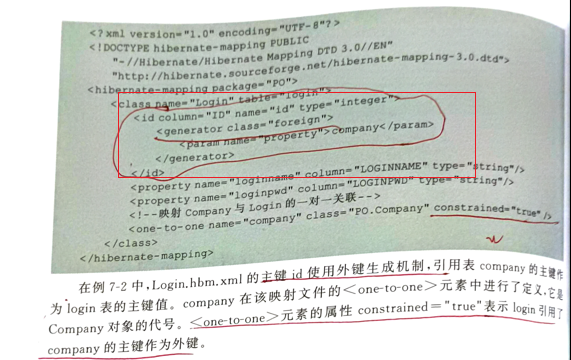 <?xml version="1.0" encoding="UTF-8"?>
<!DOCTYPE hibernate-mapping PUBLIC
"-//Hibernate/Hibernate Mapping DTD 3.0//EN"
"http://hibernate.sourceforge.net/hibernate-mapping-3.0.dtd">
<hibernate-mapping package="PO">
<class name="Login" table="login">
<id column="ID" name="id" type="integer">
<generator class="foreign">
<param name="property">company</param>
</generator>
</id>
<property name="loginname" column="LOGINNAME" type="string"/>
<property name="loginpwd" column="LOGINPWD" type="string"/>
<!--映射 Company 与 Login 的一对一关联-->
<one-to-one name="company" class="PO.Company" constrained="true"/>
</class>
</hibernate-mapping>
在例 7-2 中,Login.hbm.xml 的主键 id 使用外键生成机制,引用表 company 的主键作
为 login 表的主键值。company 在该映射文件的<one-to-one>元素中进行了定义,它是
Company 对象的代号。<one-to-one>元素的属性 constrained="true"表示 login 引用了
company 的主键作为外键。